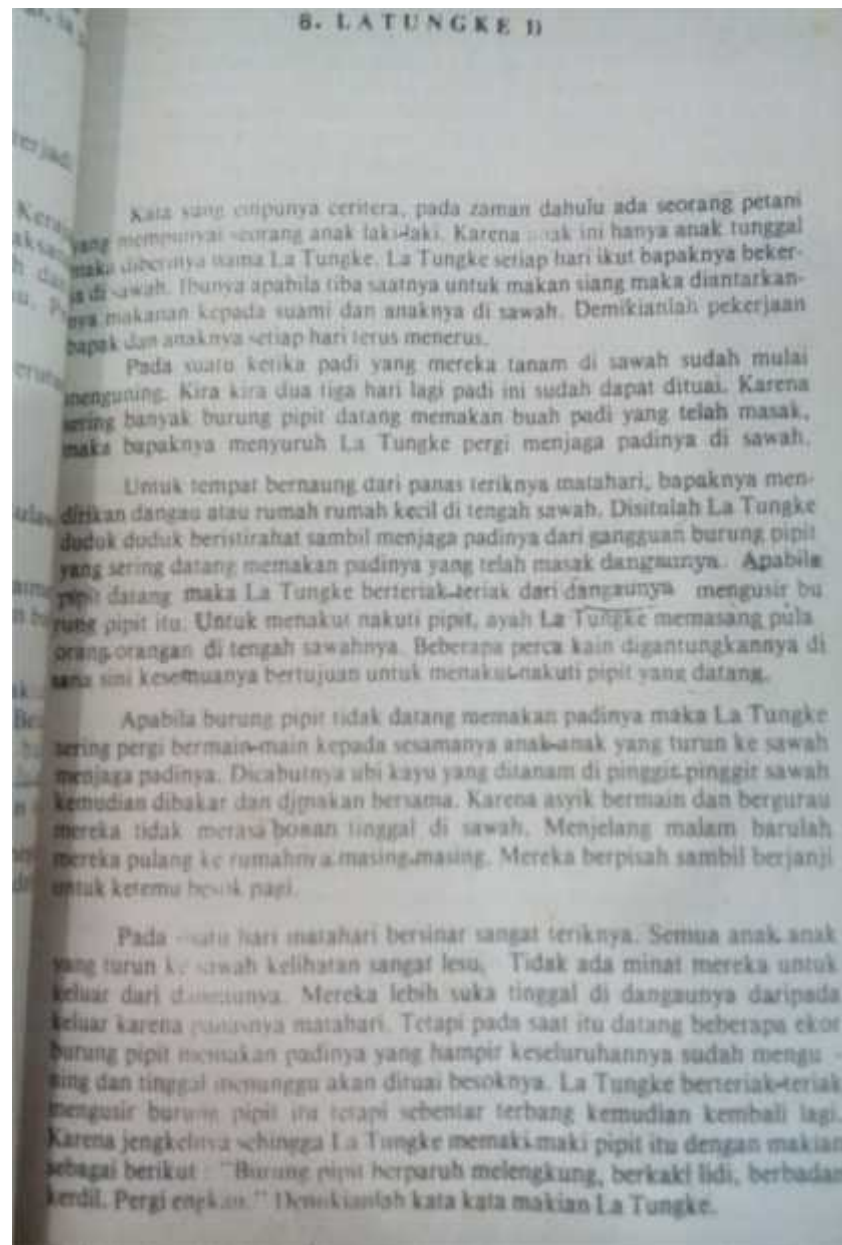 8. LATUNGKE 1)
Kata sang empunya ceritera, pada zaman dahulu ada seorang petani
yang mempunyai seorang anak laki-laki. Karena anak ini hanya anak tunggal
maka diberinya nama La Tungke. La Tungke setiap hari ikut bapaknya beker-
ja di sawah. Ibunya apabila tiba saatnya untuk makan siang maka diantarkan-
nya makanan kepada suami dan anaknya di sawah. Demikianlah pekerjaan
bapak dan anaknya setiap hari terus menerus.
Pada suatu ketika padi yang mereka tanam di sawah sudah mulai
menguning. Kira kira dua tiga hari lagi padi ini sudah dapat dituai. Karena
sering banyak burung pipit datang memakan buah padi yang telah masak,
maka bapaknya menyuruh La Tungke pergi menjaga padinya di sawah.
Untuk tempat bernaung dari panas teriknya matahari, bapaknya men-
dirikan dangau atau rumah rumah kecil di tengah sawah. Disitulah La Tungke
duduk duduk beristirahat sambil menjaga padinya dari gangguan burung pipit
yang sering datang memakan padinya yang telah masak dangaunya. Apabila
pipit datang maka La Tungke berteriak-teriak dari dangaunya mengusir bu
rung pipit itu. Untuk menakut nakuti pipit, ayah La Tungke memasang pula
orang-orangan di tengah sawahnya. Beberapa perca kain digantungkannya di
sana sini kesemuanya bertujuan untuk menakut-nakuti pipit yang datang.
Apabila burung pipit tidak datang memakan padinya maka La Tungke
sering pergi bermain-main kepada sesamanya anak-anak yang turun ke sawah
menjaga padinya. Dicabutnya ubi kayu yang ditanam di pinggir-pinggir sawah
kemudian dibakar dan dimakan bersama. Karena asyik bermain dan bergurau
mereka tidak merasa bosan tinggal di sawah. Menjelang malam barulah
mereka pulang ke rumahnya masing-masing. Mereka berpisah sambil berjanji
untuk ketemu besok pagi.
Pada suatu hari matahari bersinar sangat teriknya. Semua anak anak
yang turun ke sawah kelihatan sangat lesu. Tidak ada minat mereka untuk
keluar dari dangaunya. Mereka lebih suka tinggal di dangaunya daripada
keluar karena panasnya matahari. Tetapi pada saat itu datang beberapa ekor
burung pipit memakan padinya yang hampir keseluruhannya sudah mengu -
ning dan tinggal menunggu akan dituai besoknya. La Tungke berteriak-teriak
mengusir burung pipit itu tetapi sebentar terbang kemudian kembali lagi.
Karena jengkelnya sehingga La Tungke memaki-maki pipit itu dengan makian
sebagai berikut : "Burung pipit berparuh melengkung, berkaki lidi, berbadan
kerdil. Pergi engkau." Demikianlah kata kata makian La Tungke.